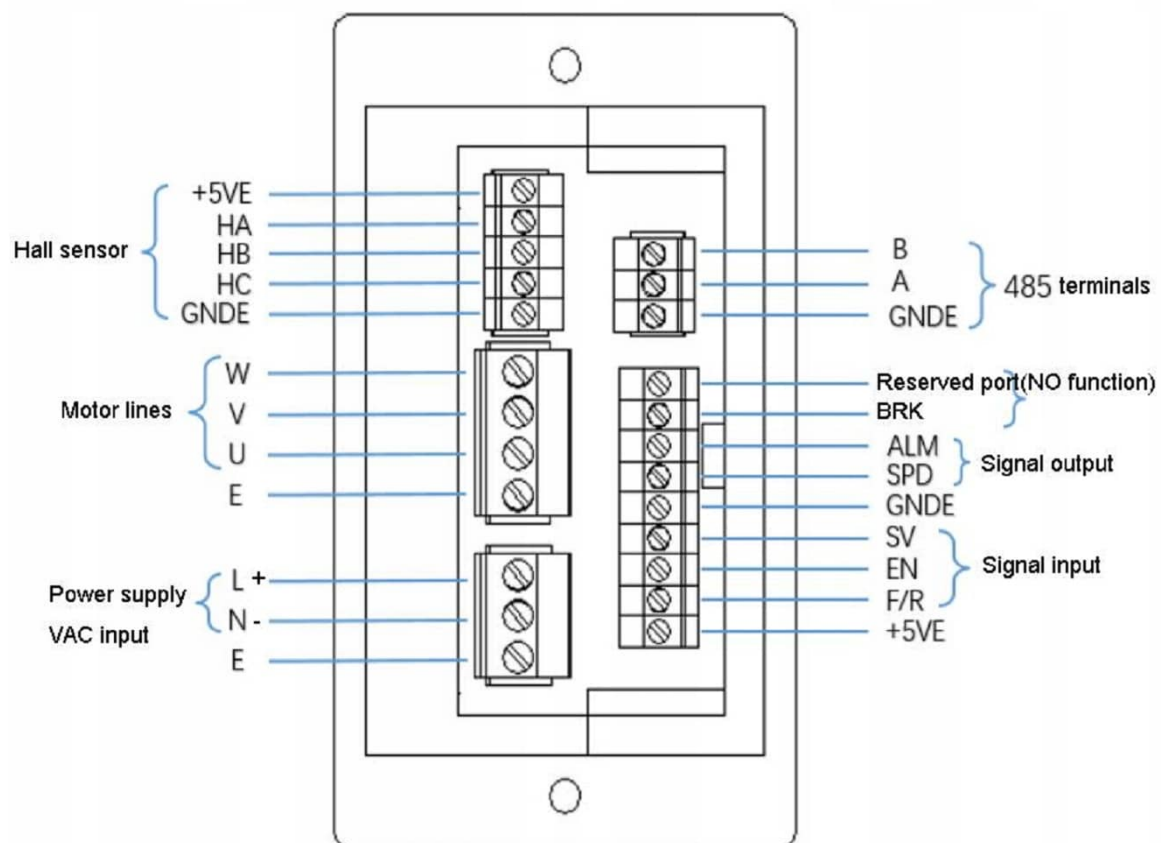 +5VE
HA
HB
HC
GNDE
Hall sensor
W
V
U
E
Motor lines
L +
N -
E
Power supply
VAC input
B
A
GNDE
485 terminals
Reserved port(NO function)
BRK
ALM
SPD
Signal output
GNDE
SV
EN
F/R
Signal input
+5VE